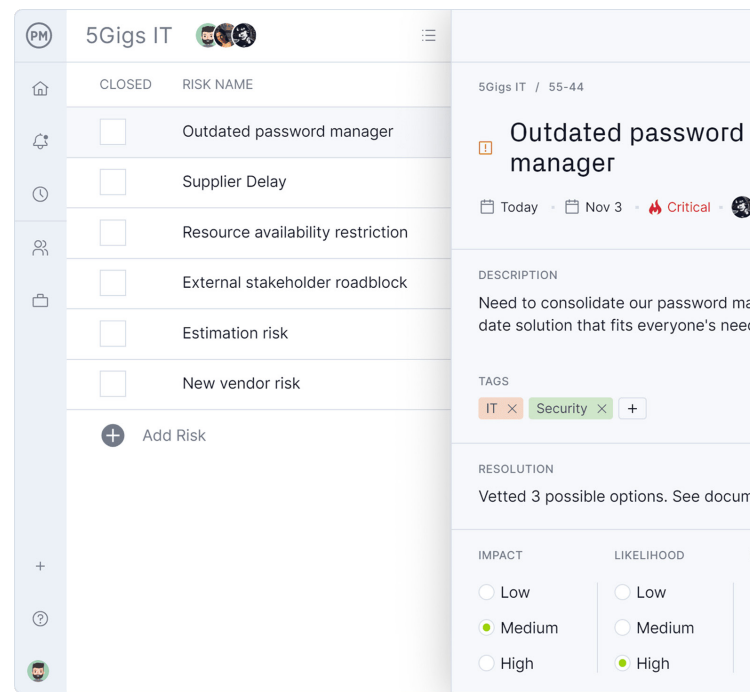 PM
5Gigs IT
CLOSED RISK NAME
Outdated password manager
Supplier Delay
Resource availability restriction
External stakeholder roadblock
Estimation risk
New vendor risk
Add Risk
5Gigs IT / 55-44
Outdated password
manager
Today Nov 3 Critical
DESCRIPTION
Need to consolidate our password ma
date solution that fits everyone's need
TAGS
IT Security
RESOLUTION
Vetted 3 possible options. See docum
IMPACT LIKELIHOOD
Low Low
Medium Medium
High High